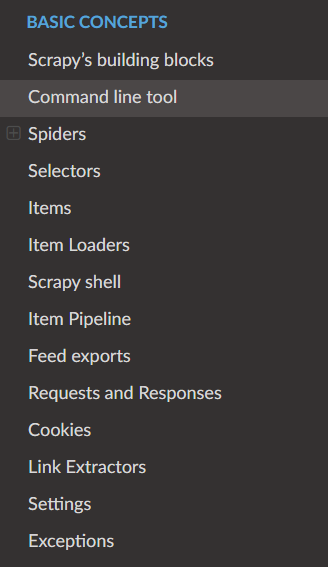 BASIC CONCEPTS
Scrapy’s building blocks
Command line tool
Spiders
Selectors
Items
Item Loaders
Scrapy shell
Item Pipeline
Feed exports
Requests and Responses
Cookies
Link Extractors
Settings
Exceptions